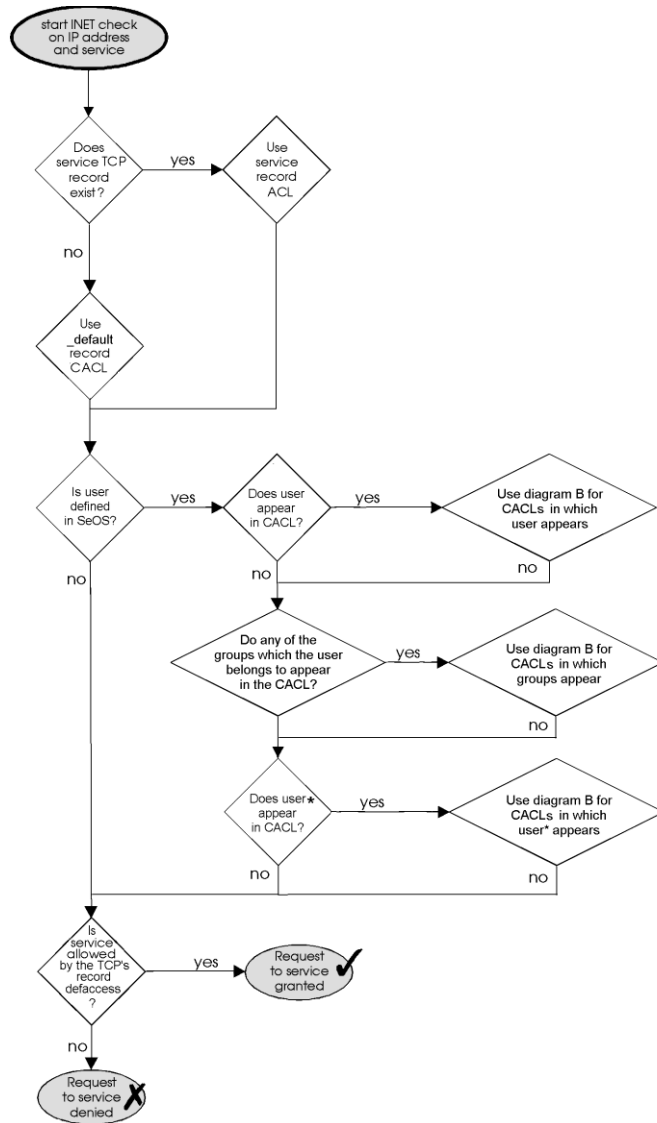 start INET check
on IP address
and service
Does
service TCP
record
exist?
yes
Use
service
record
ACL
no
Use
_default
record
CACL
Is user
defined
in SeOS?
yes
Does user
appear
in CACL?
yes
Use diagram B for
CACLs in which
user appears
no
no
no
Do any of the
groups which the user
belongs to appear
in the CACL?
yes
Use diagram B for
CACLs in which
groups appear
no
no
Does user*
appear
in CACL?
yes
Use diagram B for
CACLs in which
user* appears
no
no
Is
service
allowed
by the TCP's
record
defaccess
?
yes
Request
to service
granted
no
Request
to service
denied